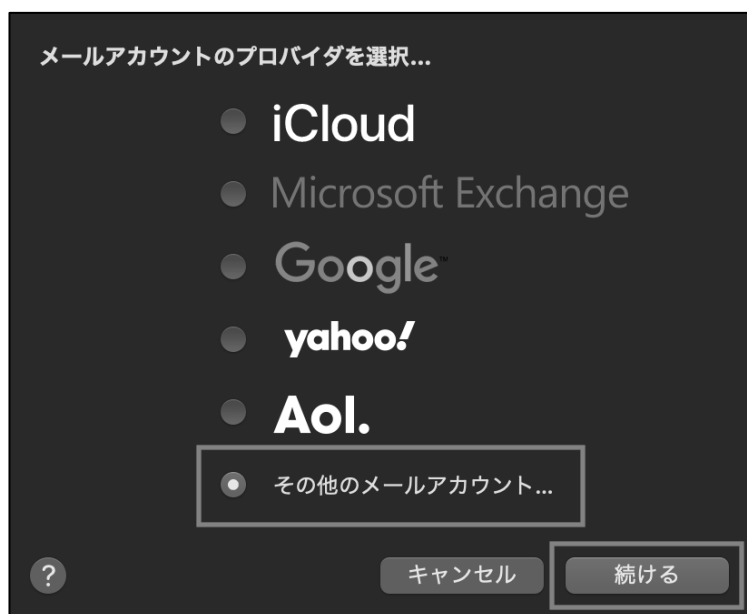 メールアカウントのプロバイダを選択...
iCloud
Microsoft Exchange
Google™
yahoo!
Aol.
その他のメールアカウント...
? キャンセル 続ける